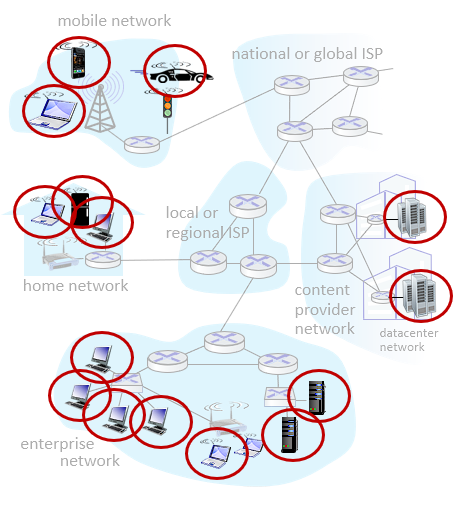 mobile network
national or global ISP
local or
regional ISP
home network
content
provider
network
datacenter
network
enterprise
network